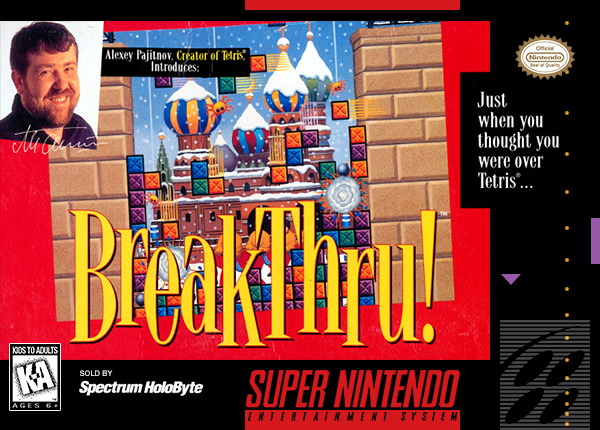 Alexey Pajitnov, Creator of Tetris®
Introduces:
Official
Nintendo
Seal of Quality
Just
when you
thought you
were over
Tetris®...
BreakThru!™
KIDS TO ADULTS
K-A
AGES 6+
SOLD BY
Spectrum HoloByte
SUPER NINTENDO
ENTERTAINMENT SYSTEM